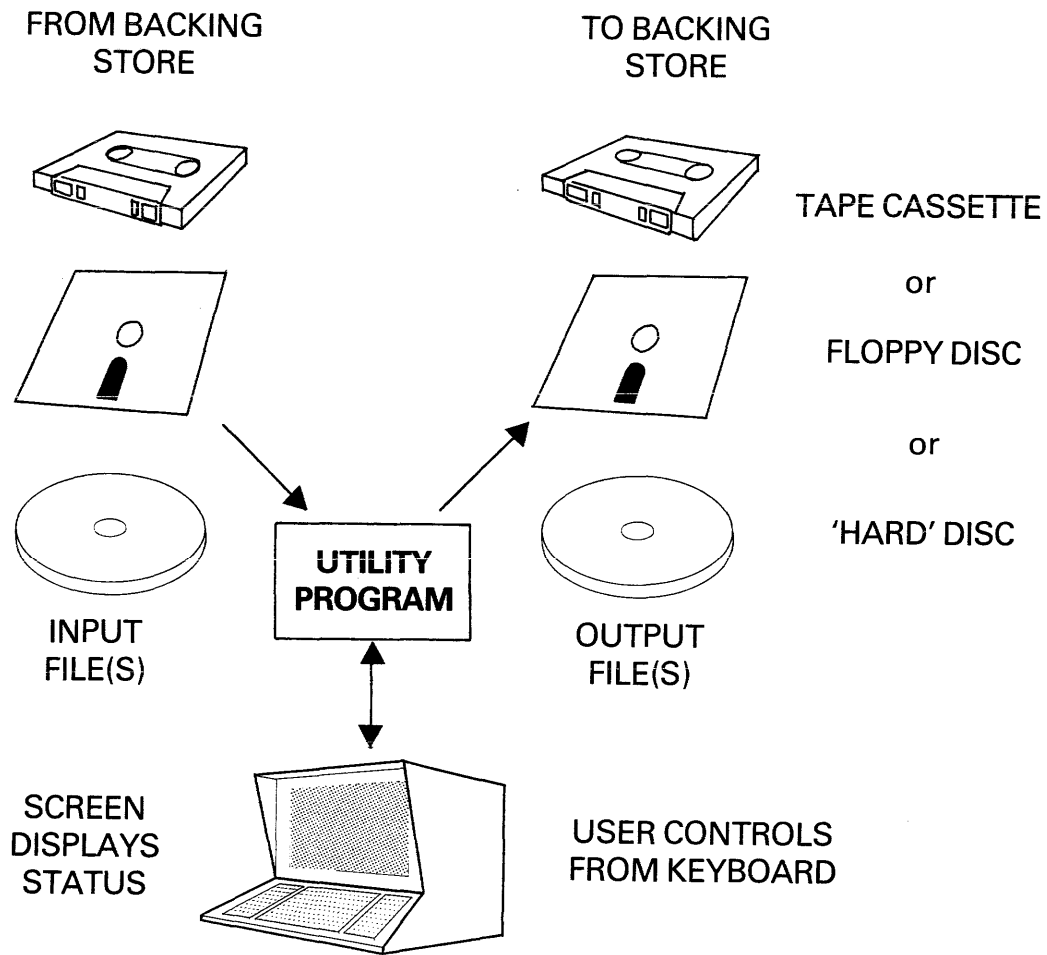 FROM BACKING
STORE
TO BACKING
STORE
TAPE CASSETTE
or
FLOPPY DISC
or
'HARD' DISC
UTILITY
PROGRAM
INPUT
FILE(S)
OUTPUT
FILE(S)
SCREEN
DISPLAYS
STATUS
USER CONTROLS
FROM KEYBOARD